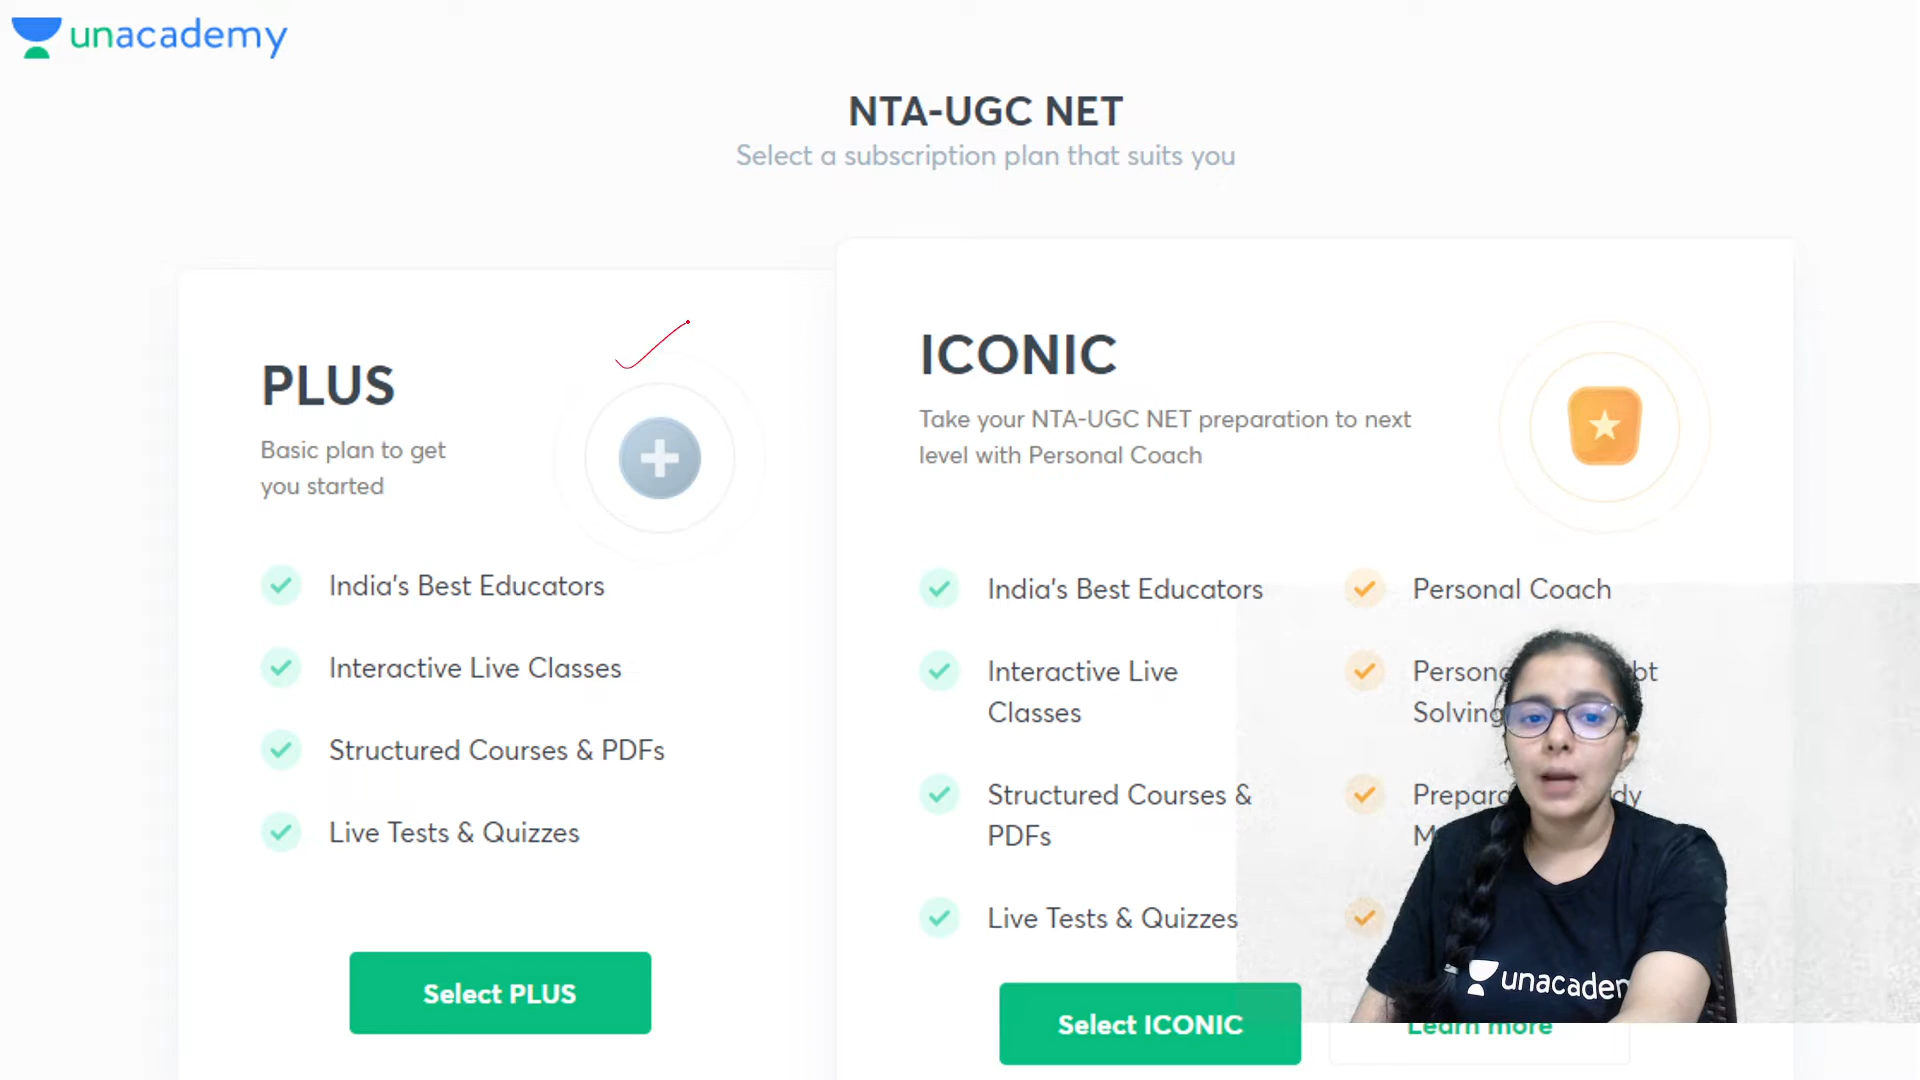 unacademy
NTA-UGC NET
Select a subscription plan that suits you
PLUS
Basic plan to get
you started
India's Best Educators
Interactive Live Classes
Structured Courses & PDFs
Live Tests & Quizzes
Select PLUS
ICONIC
Take your NTA-UGC NET preparation to next
level with Personal Coach
India's Best Educators
Interactive Live
Classes
Structured Courses &
PDFs
Live Tests & Quizzes
Personal Coach
Solving
Select ICONIC
Learn more